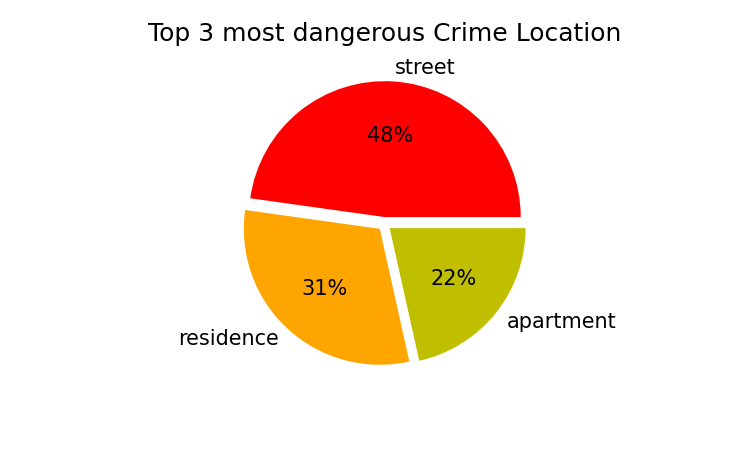 Top 3 most dangerous Crime Location
street
48%
31%
22%
apartment
residence